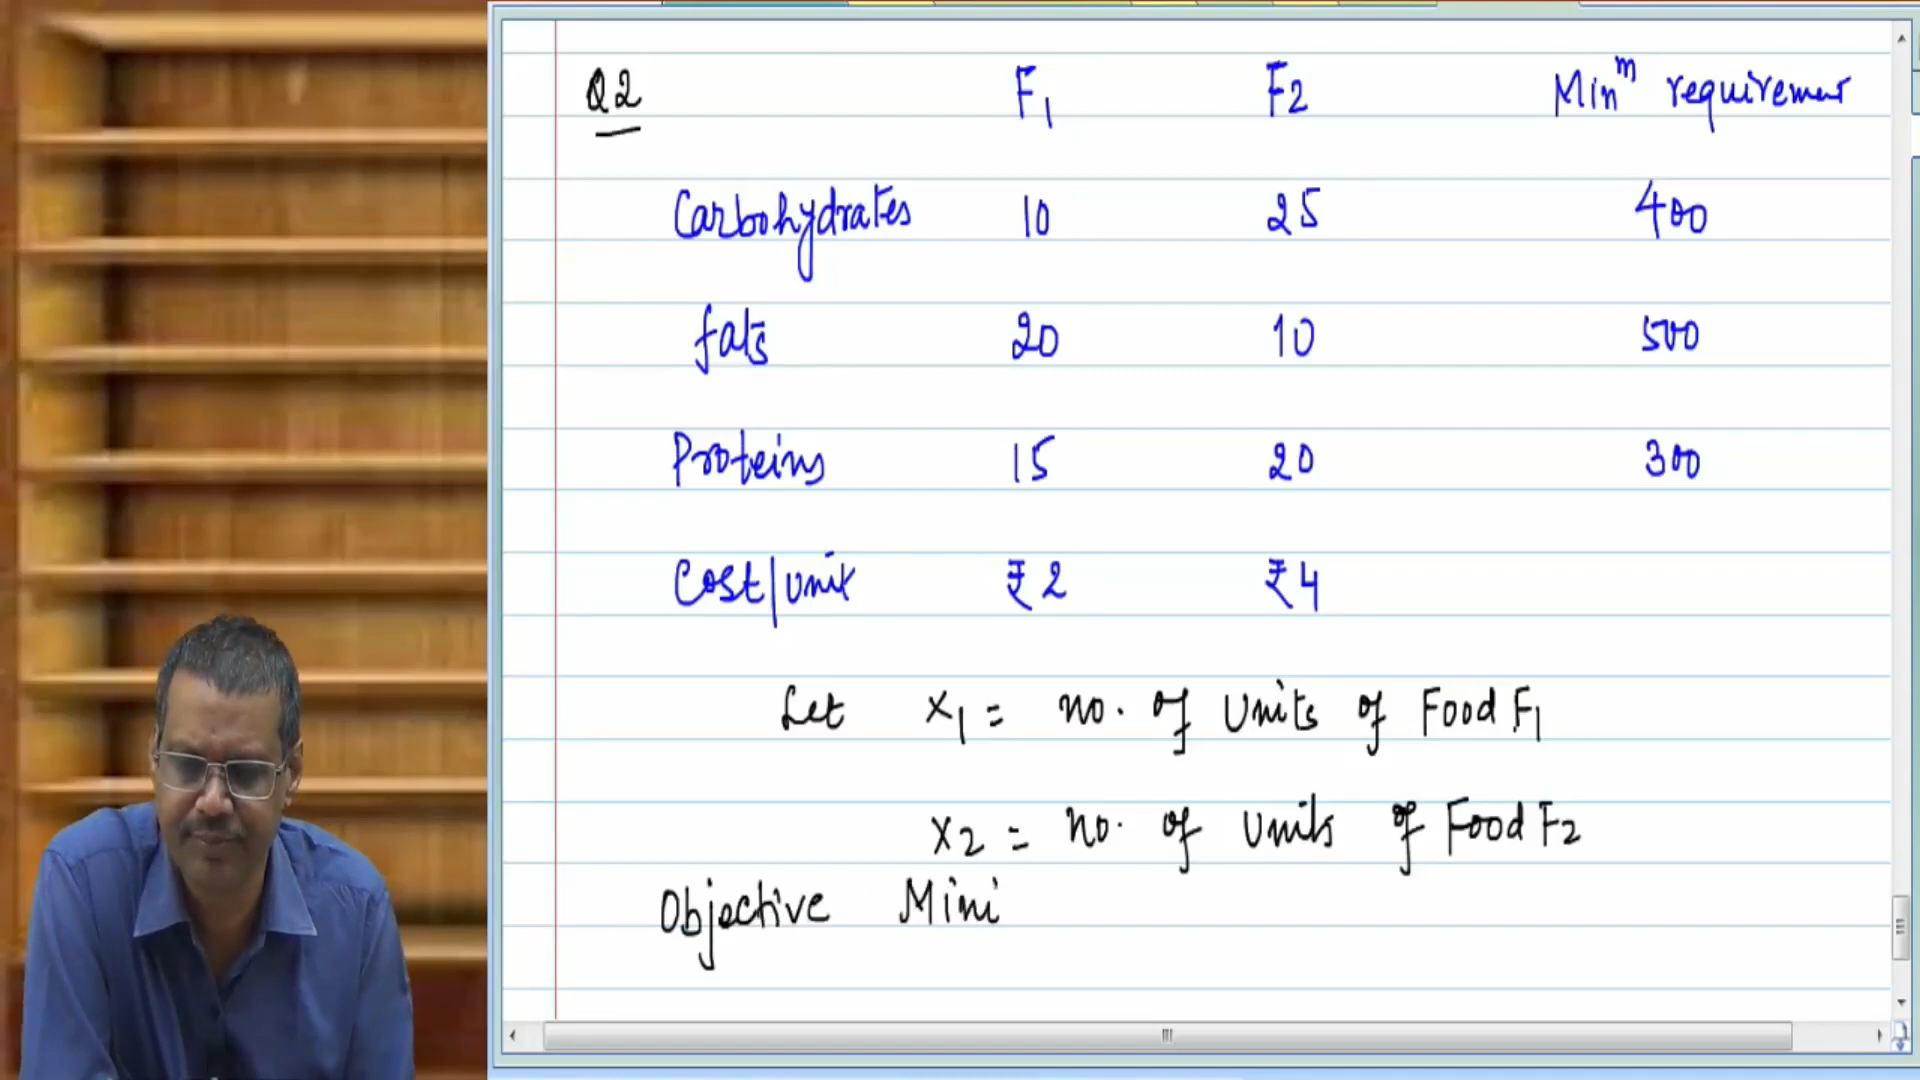 Q2 F1 F2 Minm requirement
Carbohydrates 10 25 400
fats 20 10 500
Proteins 15 20 300
Cost/unit ₹2 ₹4
Let x1 = no. of Units of Food F1
x2 = no. of Units of Food F2
Objective Mini